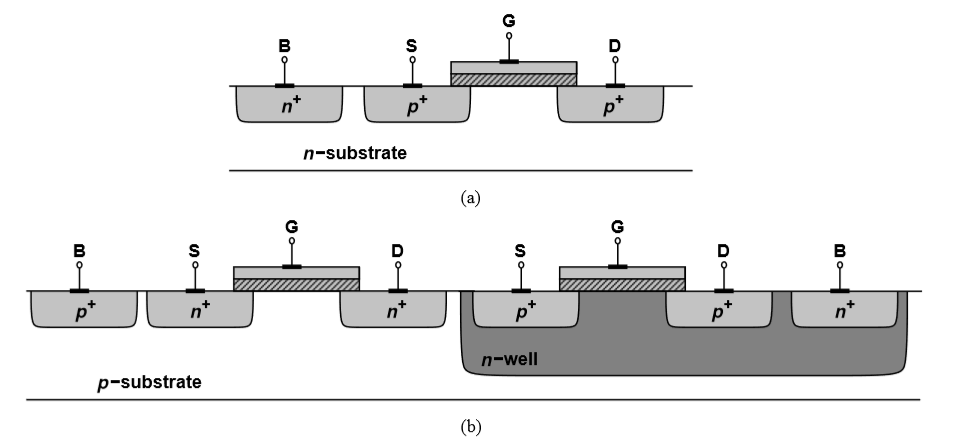 G
B S D
n+ p+ p+
n−substrate
(a)
G G
B S D S D B
p+ n+ n+ p+ p+ n+
n−well
p−substrate
(b)